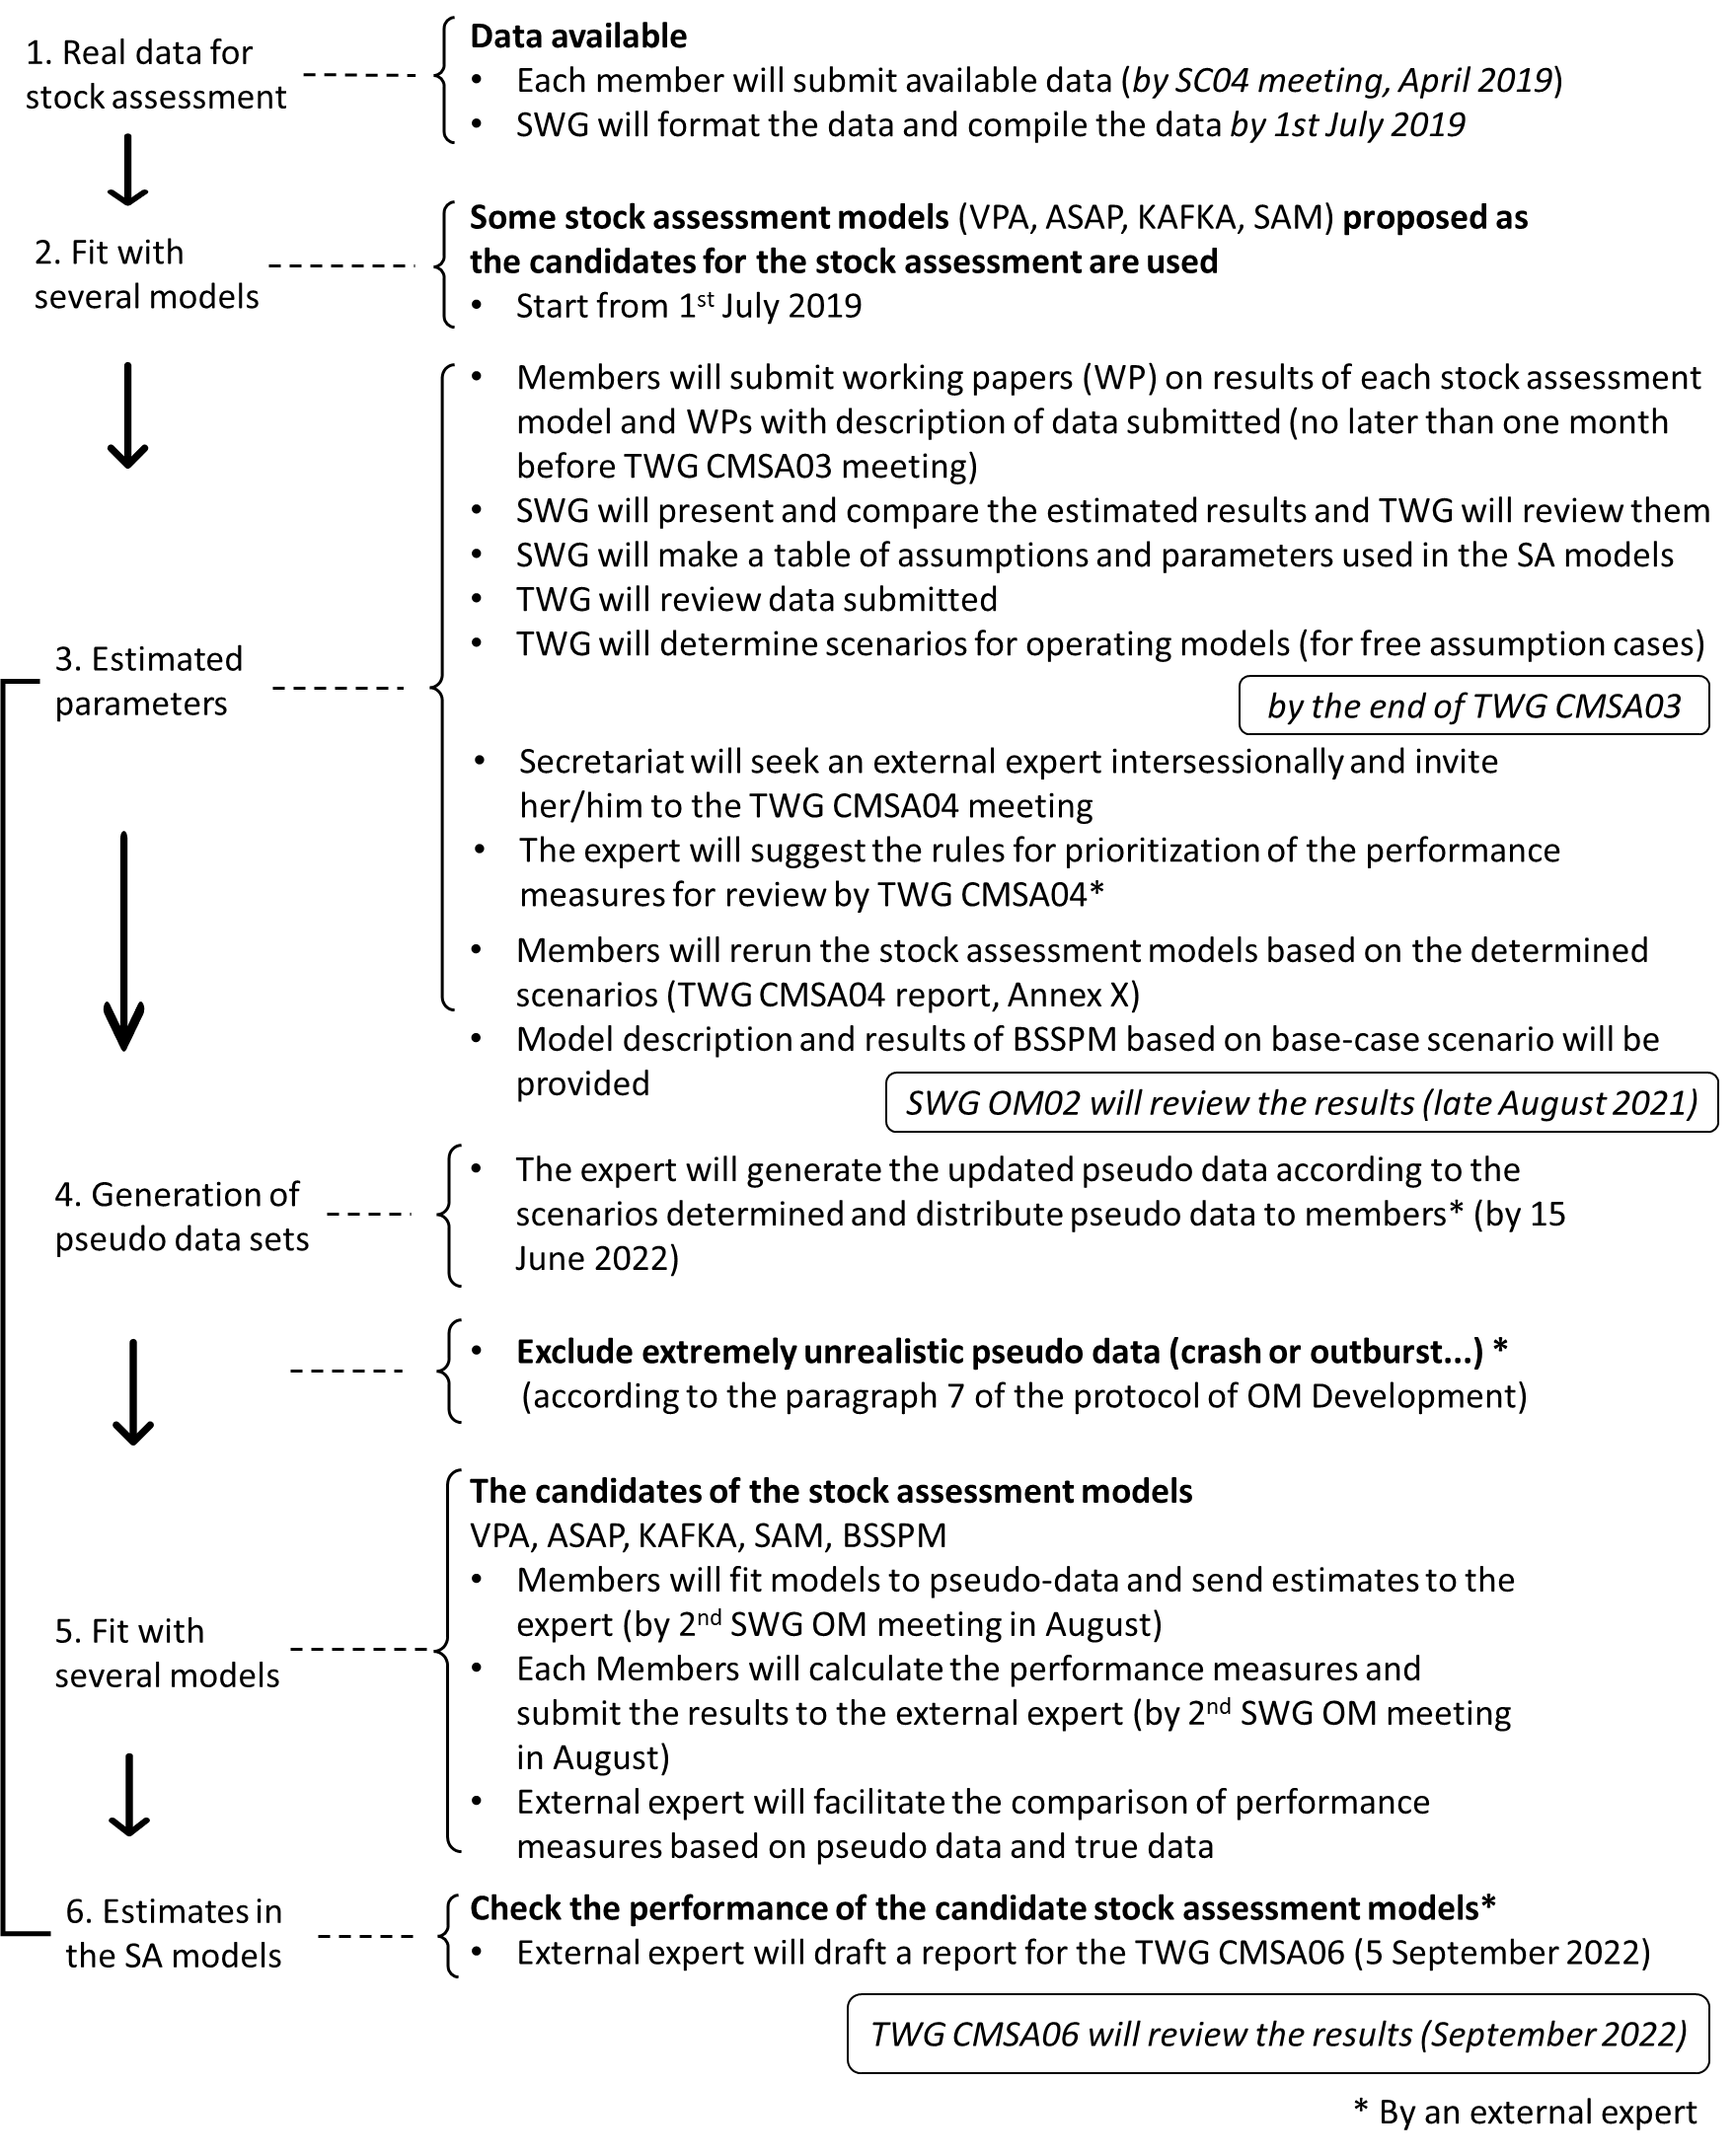 1. Real data for
stock assessment
Data available
• Each member will submit available data (by SC04 meeting, April 2019)
• SWG will format the data and compile the data by 1st July 2019
2. Fit with
several models
Some stock assessment models (VPA, ASAP, KAFKA, SAM) proposed as
the candidates for the stock assessment are used
• Start from 1st July 2019
3. Estimated
parameters
• Members will submit working papers (WP) on results of each stock assessment
model and WPs with description of data submitted (no later than one month
before TWG CMSA03 meeting)
• SWG will present and compare the estimated results and TWG will review them
• SWG will make a table of assumptions and parameters used in the SA models
• TWG will review data submitted
• TWG will determine scenarios for operating models (for free assumption cases)
by the end of TWG CMSA03
• Secretariat will seek an external expert intersessionally and invite
her/him to the TWG CMSA04 meeting
• The expert will suggest the rules for prioritization of the performance
measures for review by TWG CMSA04*
• Members will rerun the stock assessment models based on the determined
scenarios (TWG CMSA04 report, Annex X)
• Model description and results of BSSPM based on base-case scenario will be
provided
SWG OM02 will review the results (late August 2021)
4. Generation of
pseudo data sets
• The expert will generate the updated pseudo data according to the
scenarios determined and distribute pseudo data to members* (by 15
June 2022)
• Exclude extremely unrealistic pseudo data (crash or outburst...) *
(according to the paragraph 7 of the protocol of OM Development)
5. Fit with
several models
The candidates of the stock assessment models
VPA, ASAP, KAFKA, SAM, BSSPM
• Members will fit models to pseudo-data and send estimates to the
expert (by 2nd SWG OM meeting in August)
• Each Members will calculate the performance measures and
submit the results to the external expert (by 2nd SWG OM meeting
in August)
• External expert will facilitate the comparison of performance
measures based on pseudo data and true data
6. Estimates in
the SA models
Check the performance of the candidate stock assessment models*
• External expert will draft a report for the TWG CMSA06 (5 September 2022)
TWG CMSA06 will review the results (September 2022)
* By an external expert